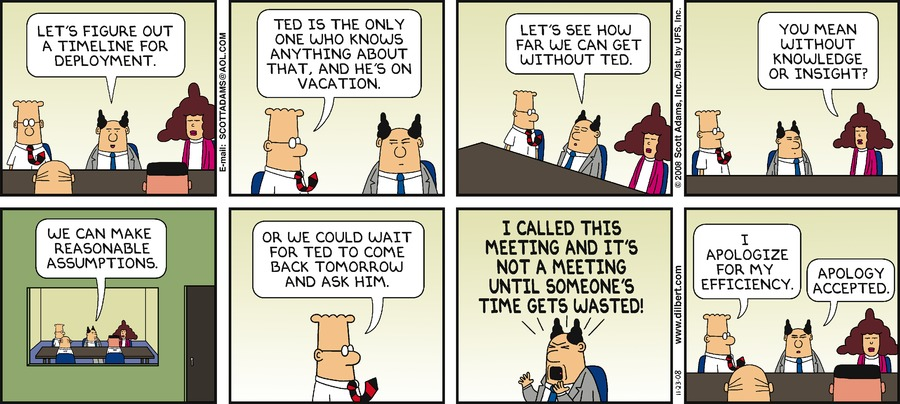 LET'S FIGURE OUT
A TIMELINE FOR
DEPLOYMENT.
E-mail: SCOTTADAMS@AOL.COM
TED IS THE ONLY
ONE WHO KNOWS
ANYTHING ABOUT
THAT, AND HE'S ON
VACATION.
LET'S SEE HOW
FAR WE CAN GET
WITHOUT TED.
© 2008 Scott Adams, Inc. /Dist. by UFS, Inc.
YOU MEAN
WITHOUT
KNOWLEDGE
OR INSIGHT?
WE CAN MAKE
REASONABLE
ASSUMPTIONS.
OR WE COULD WAIT
FOR TED TO COME
BACK TOMORROW
AND ASK HIM.
I CALLED THIS
MEETING AND IT'S
NOT A MEETING
UNTIL SOMEONE'S
TIME GETS WASTED!
11-23-08 www.dilbert.com
I
APOLOGIZE
FOR MY
EFFICIENCY.
APOLOGY
ACCEPTED.